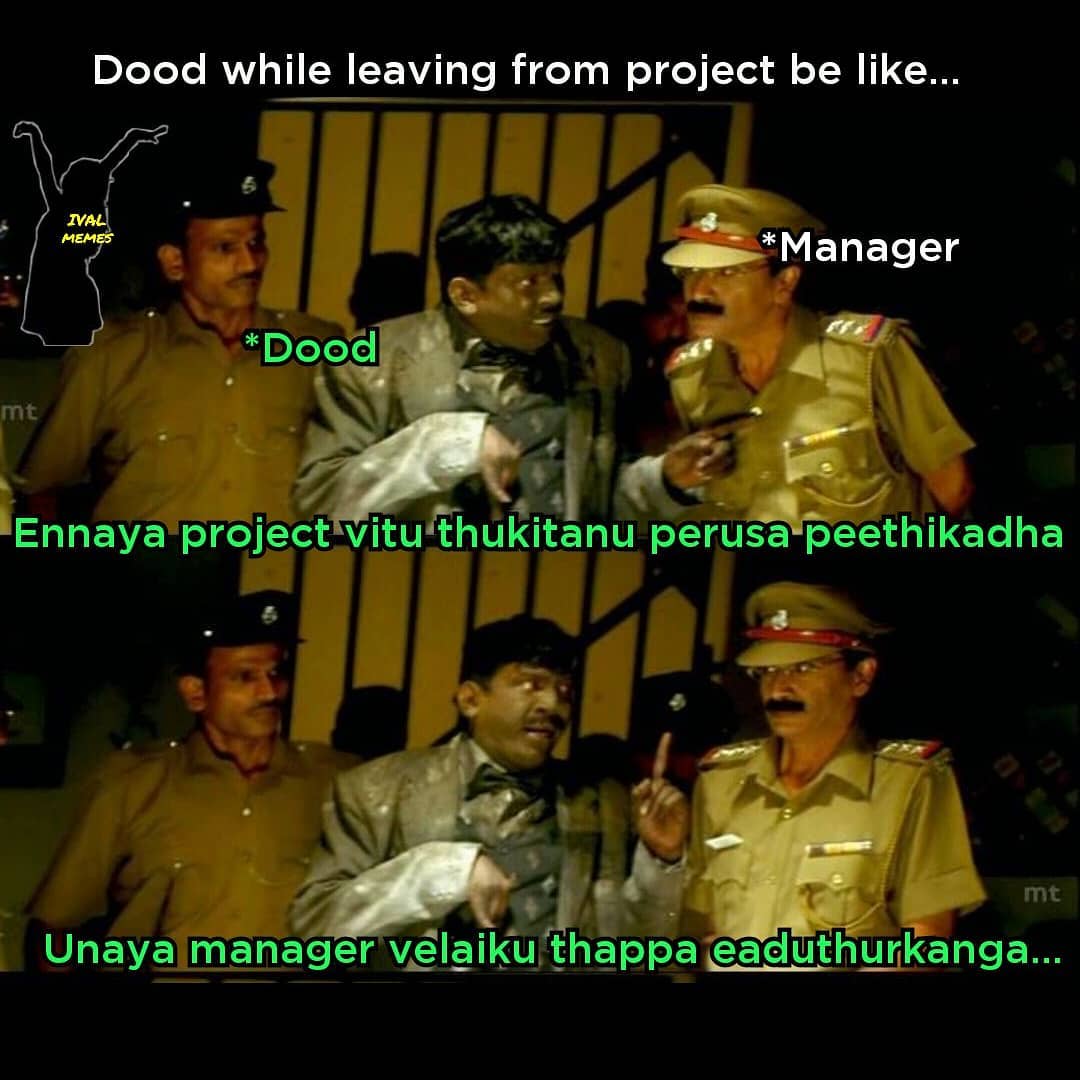 Dood while leaving from project be like...
IVAL
MEMES
*Manager
*Dood
mt
Ennaya project vitu thukitanu perusa peethikadha
mt
Unaya manager velaiku thappa eaduthurkanga...